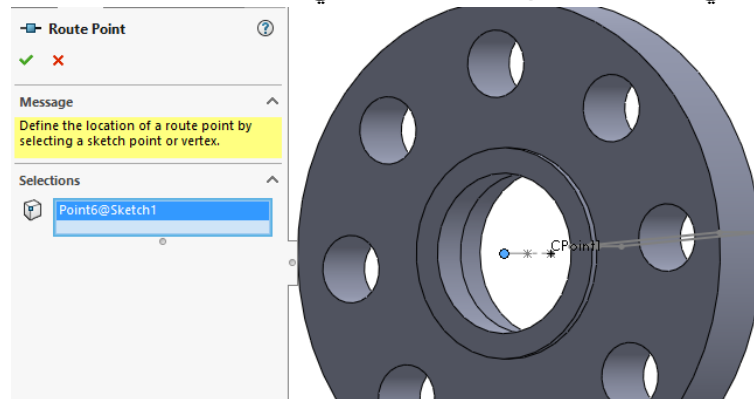 Route Point
?
Message
Define the location of a route point by
selecting a sketch point or vertex.
Selections
Point6@Sketch1
CPoint1